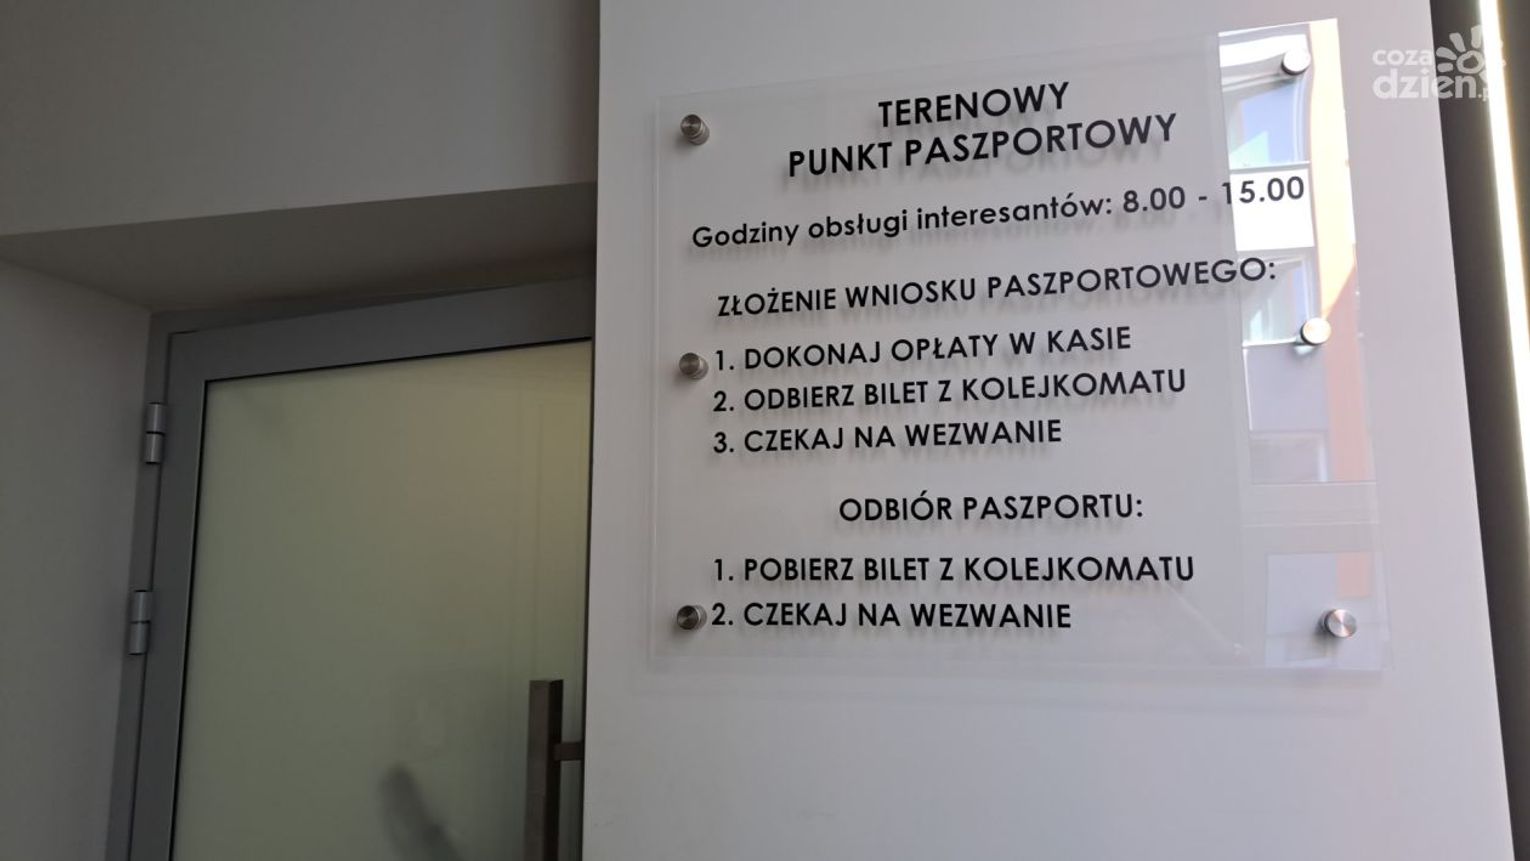 coza
dzien.pl
TERENOWY
PUNKT PASZPORTOWY
Godziny obsługi interesantów: 8.00 - 15.00
ZŁOŻENIE WNIOSKU PASZPORTOWEGO:
1. DOKONAJ OPŁATY W KASIE
2. ODBIERZ BILET Z KOLEJKOMATU
3. CZEKAJ NA WEZWANIE
ODBIÓR PASZPORTU:
1. POBIERZ BILET Z KOLEJKOMATU
2. CZEKAJ NA WEZWANIE